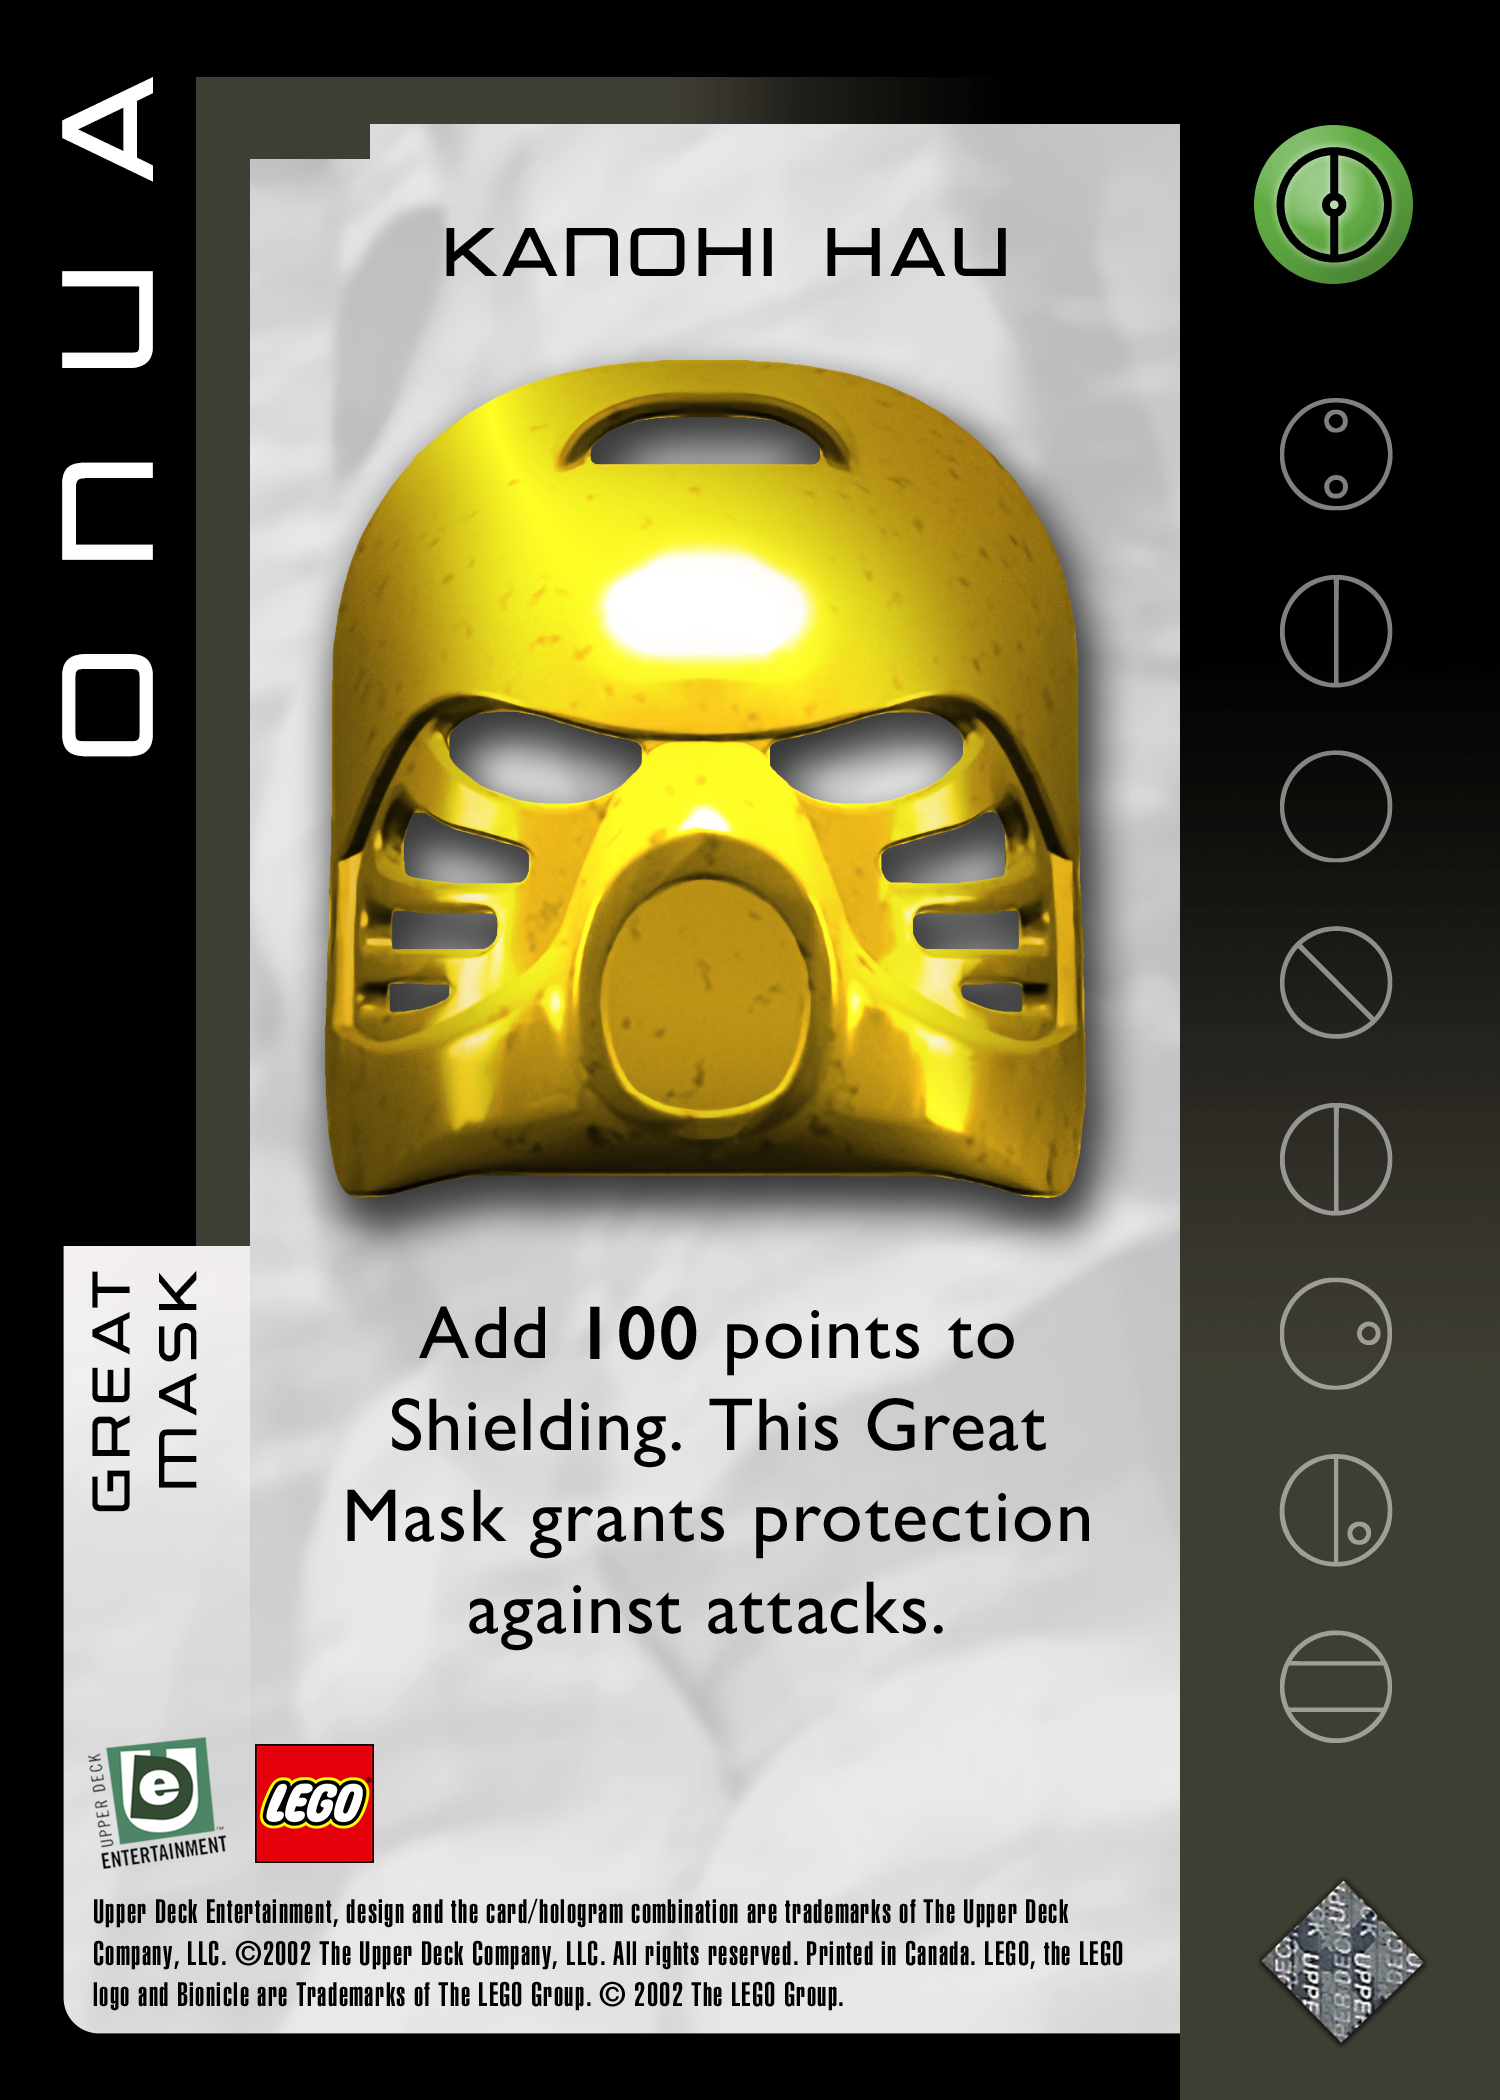 ONUA
KANOHI HAU
GREAT
MASK
Add 100 points to
Shielding. This Great
Mask grants protection
against attacks.
UPPER DECK
e
ENTERTAINMENT
™
LEGO
Upper Deck Entertainment, design and the card/hologram combination are trademarks of The Upper Deck
Company, LLC. ©2002 The Upper Deck Company, LLC. All rights reserved. Printed in Canada. LEGO, the LEGO
logo and Bionicle are Trademarks of The LEGO Group. © 2002 The LEGO Group.